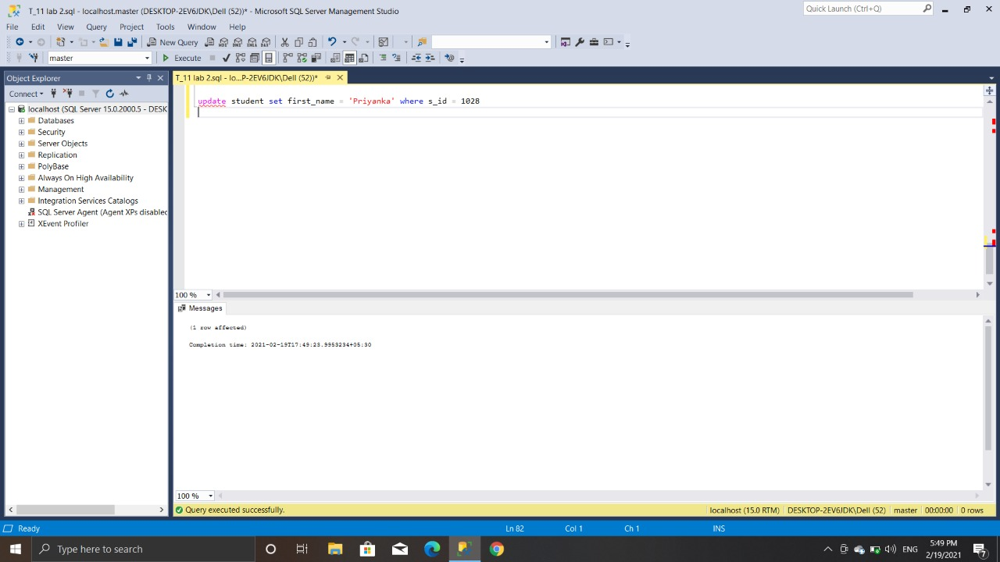 T_11 lab 2.sql - localhost.master (DESKTOP-2EV6JDK\Dell (52))* - Microsoft SQL Server Management Studio
Quick Launch (Ctrl+Q)
File Edit View Query Project Tools Window Help
New Query
MDX DMX XMLA DAX
master
Execute
Object Explorer
T_11 lab 2.sql - lo...P-2EV6JDK\Dell (52))*
Connect
localhost (SQL Server 15.0.2000.5 - DESK
Databases
Security
Server Objects
Replication
PolyBase
Always On High Availability
Management
Integration Services Catalogs
SQL Server Agent (Agent XPs disabled
XEvent Profiler
update student set first_name = 'Priyanka' where s_id = 1028
100 %
Messages
(1 row affected)
Completion time: 2021-02-19T17:49:23.9953234+05:30
100 %
Query executed successfully.
localhost (15.0 RTM) DESKTOP-2EV6JDK\Dell (52) master 00:00:00 0 rows
Ready
Ln 82 Col 1 Ch 1 INS
Type here to search
ENG
5:49 PM
2/19/2021
7